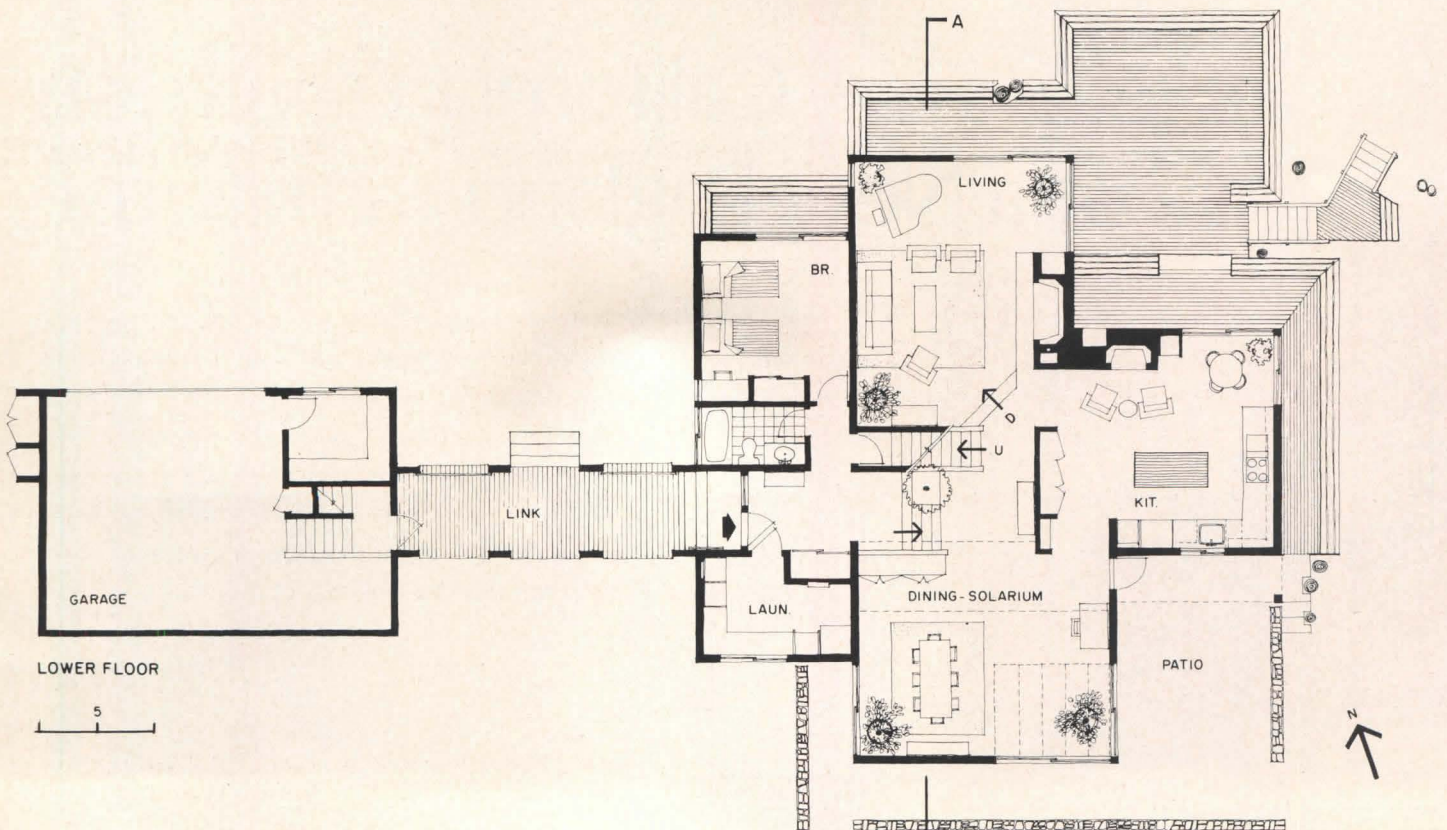 A
LIVING
BR.
D
U
LINK
KIT.
GARAGE
LAUN.
DINING - SOLARIUM
PATIO
LOWER FLOOR
5
N